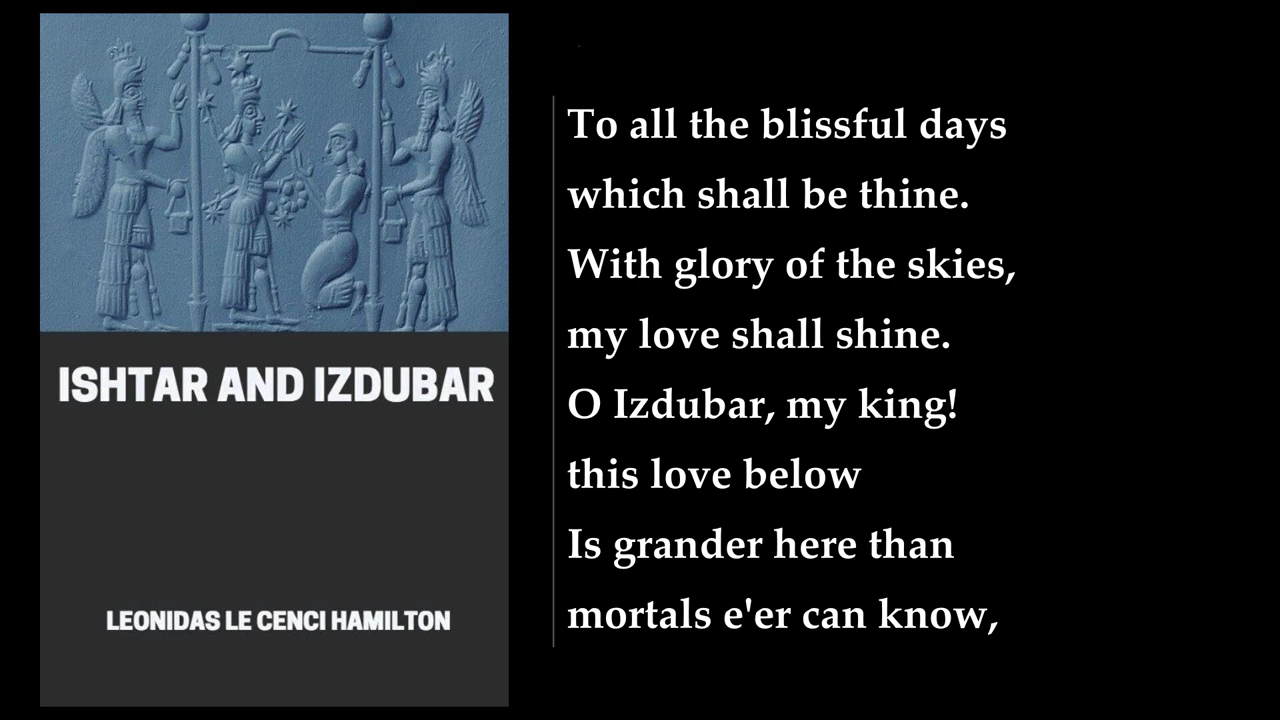 ISHTAR AND IZDUBAR
LEONIDAS LE CENCI HAMILTON
To all the blissful days
which shall be thine.
With glory of the skies,
my love shall shine.
O Izdubar, my king!
this love below
Is grander here than
mortals e'er can know,